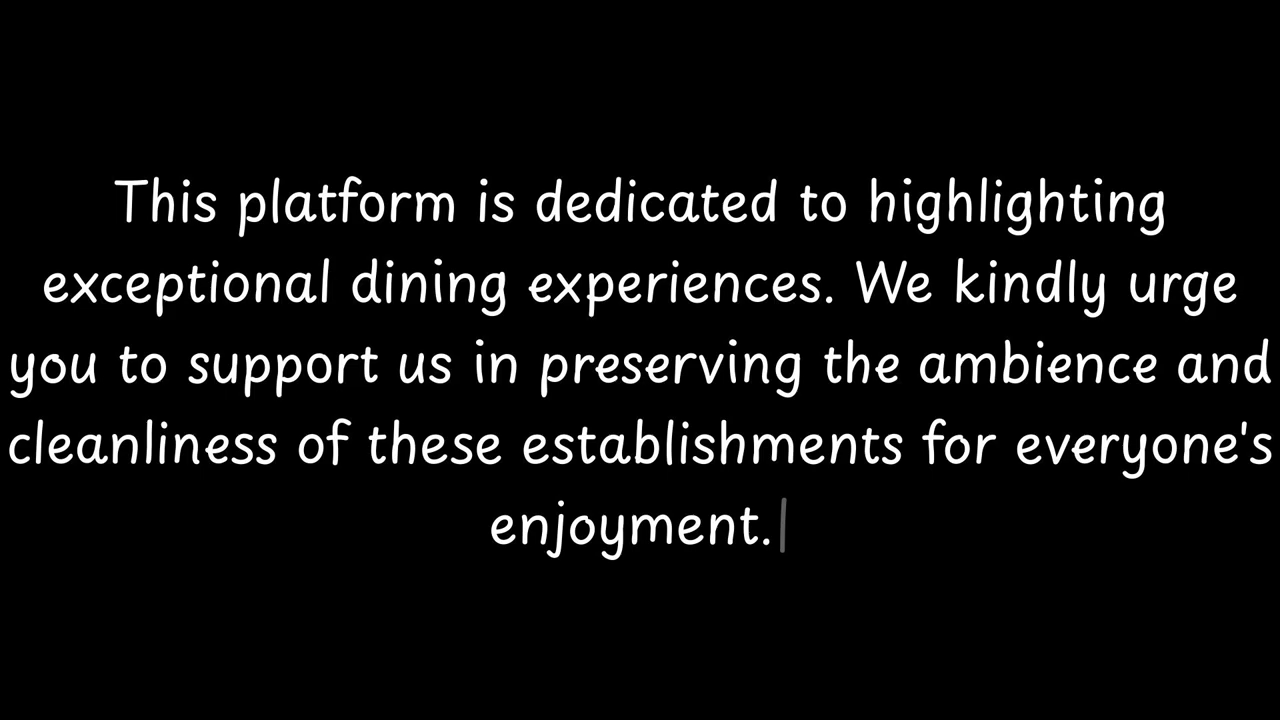 This platform is dedicated to highlighting
exceptional dining experiences. We kindly urge
you to support us in preserving the ambience and
cleanliness of these establishments for everyone's
enjoyment.